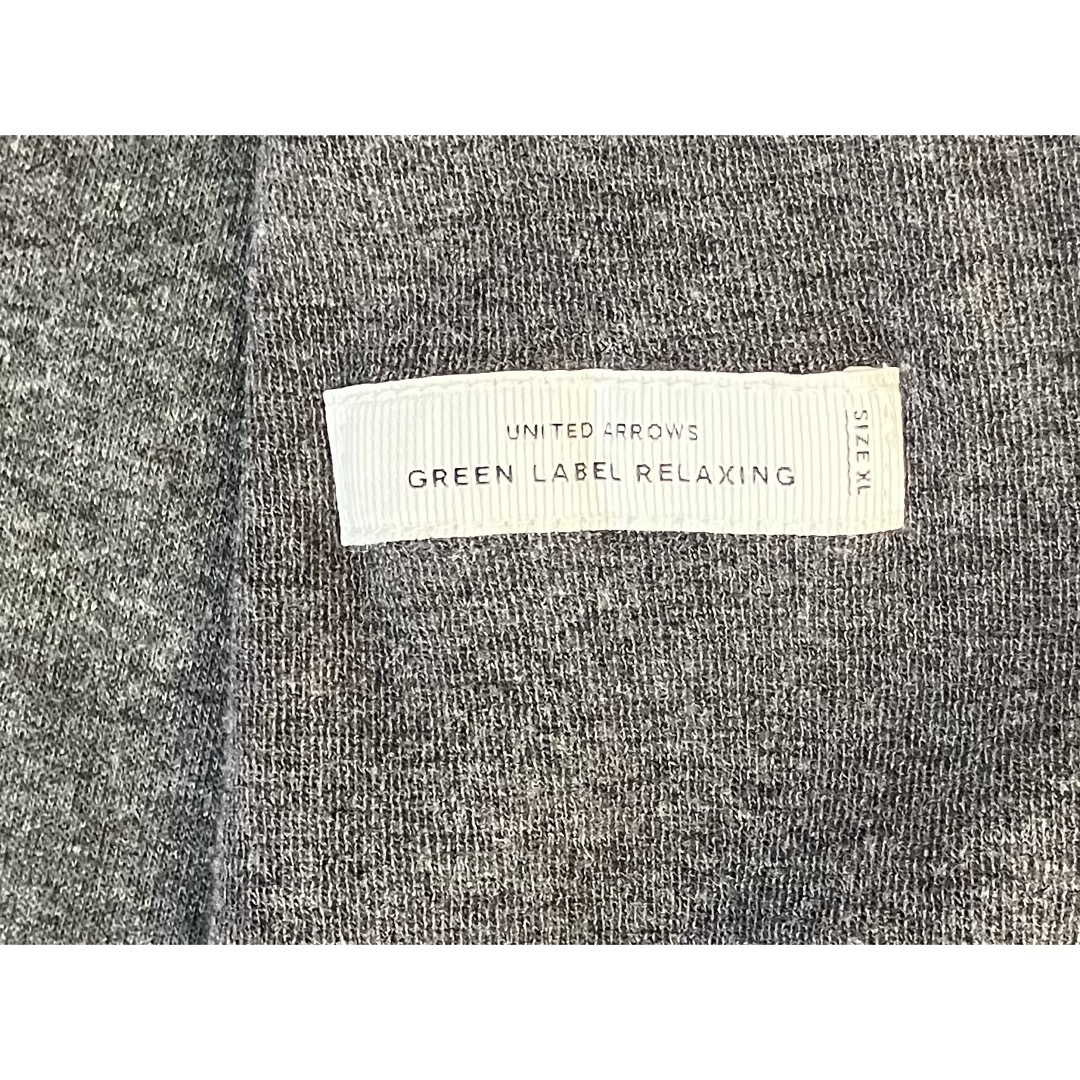 UNITED ARROWS
GREEN LABEL RELAXING
SIZE XL